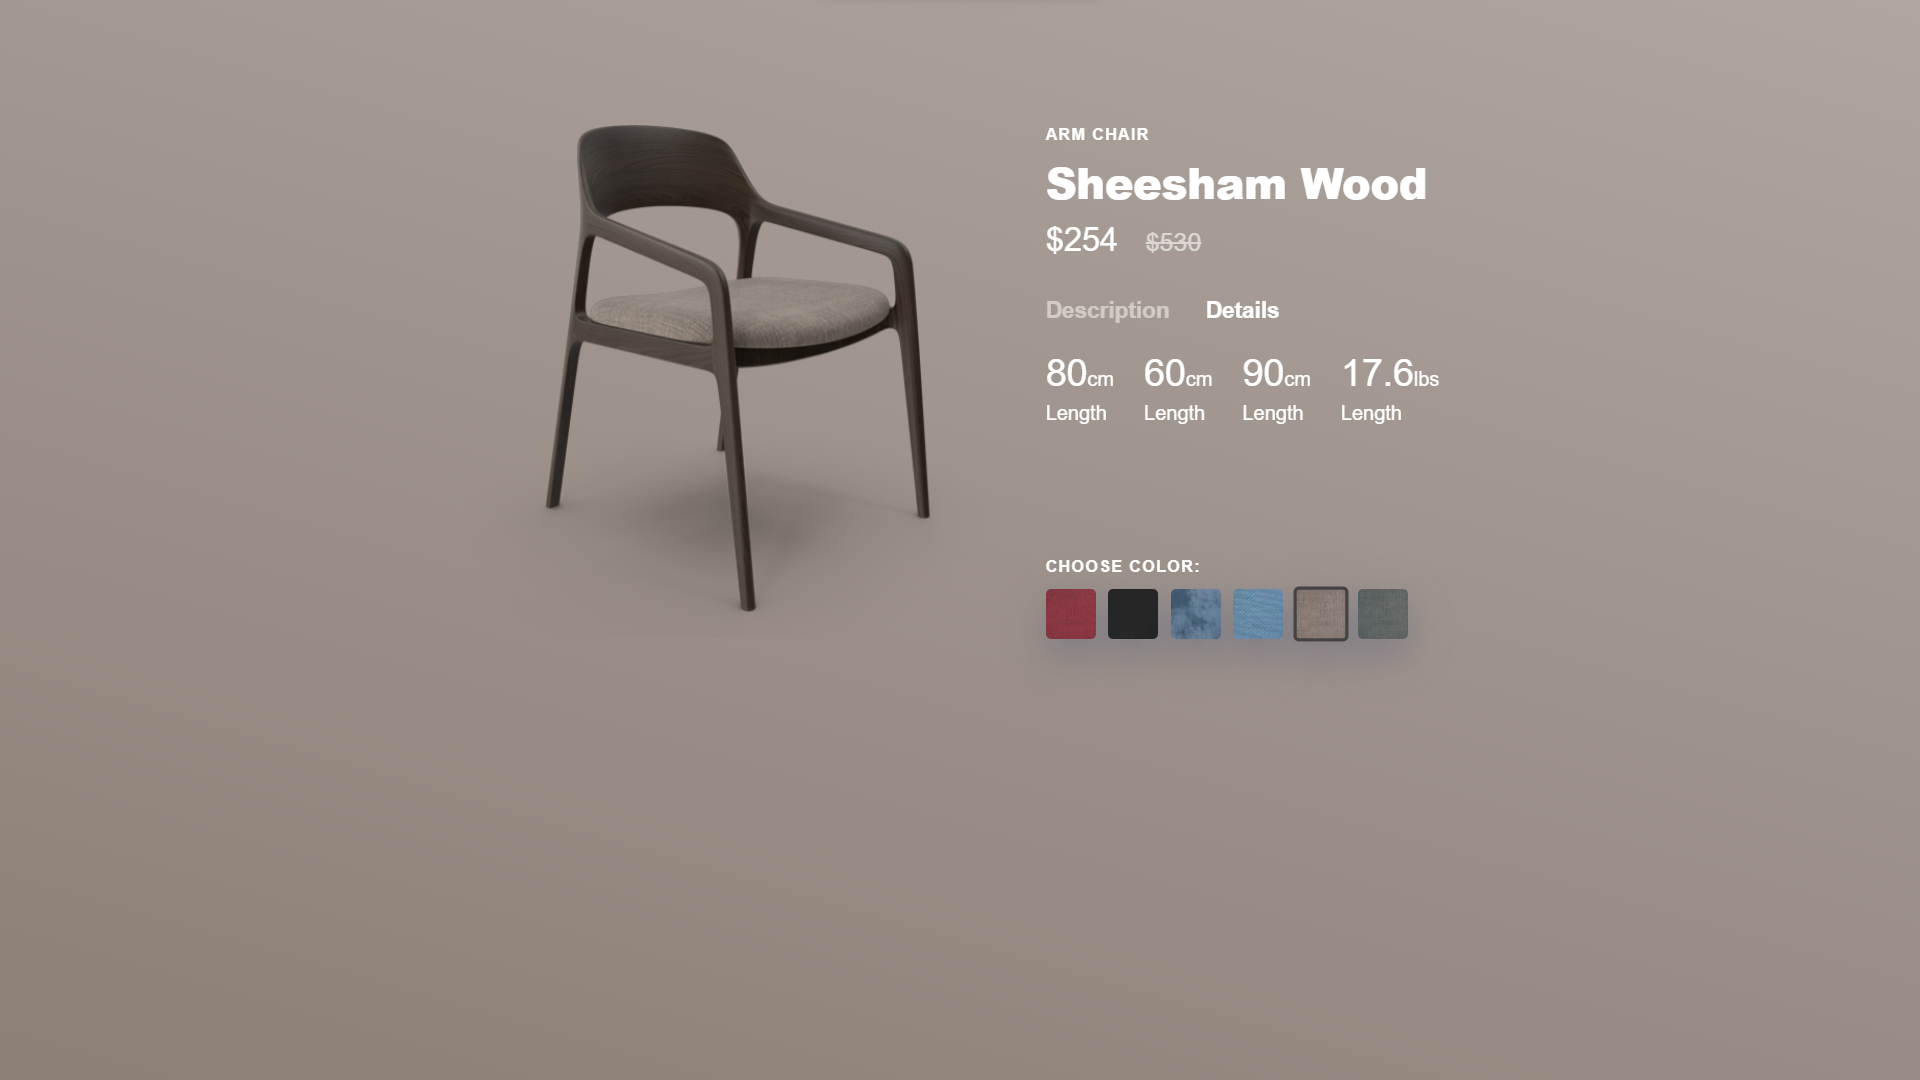 ARM CHAIR
Sheesham Wood
$254 $530
Description Details
80cm 60cm 90cm 17.6lbs
Length Length Length Length
CHOOSE COLOR: